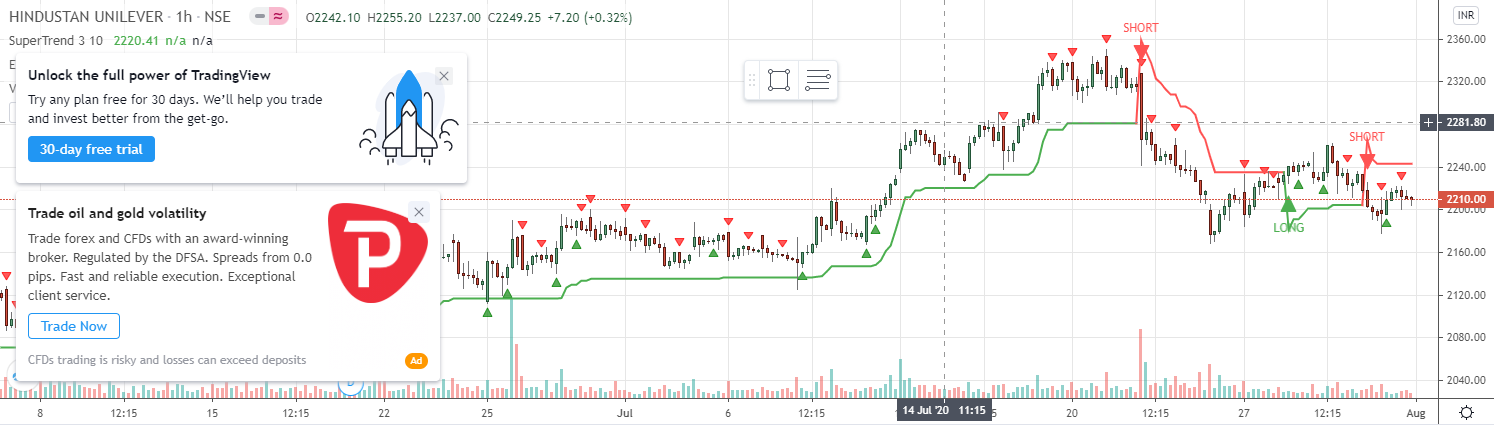 HINDUSTAN UNILEVER · 1h · NSE
O2242.10 H2255.20 L2237.00 C2249.25 +7.20 (+0.32%)
INR
SuperTrend 3 10 2220.41 n/a n/a
E
Unlock the full power of TradingView
Try any plan free for 30 days. We'll help you trade
and invest better from the get-go.
30-day free trial
Trade oil and gold volatility
Trade forex and CFDs with an award-winning
broker. Regulated by the DFSA. Spreads from 0.0
pips. Fast and reliable execution. Exceptional
client service.
Trade Now
CFDs trading is risky and losses can exceed deposits
Ad
P
SHORT
LONG
SHORT
2360.00
2320.00
2281.80
2240.00
2210.00
2200.00
2160.00
2120.00
2080.00
2040.00
8 12:15 15 12:15 22 25 Jul 6 12:15 14 Jul '20 11:15 20 12:15 27 12:15 Aug